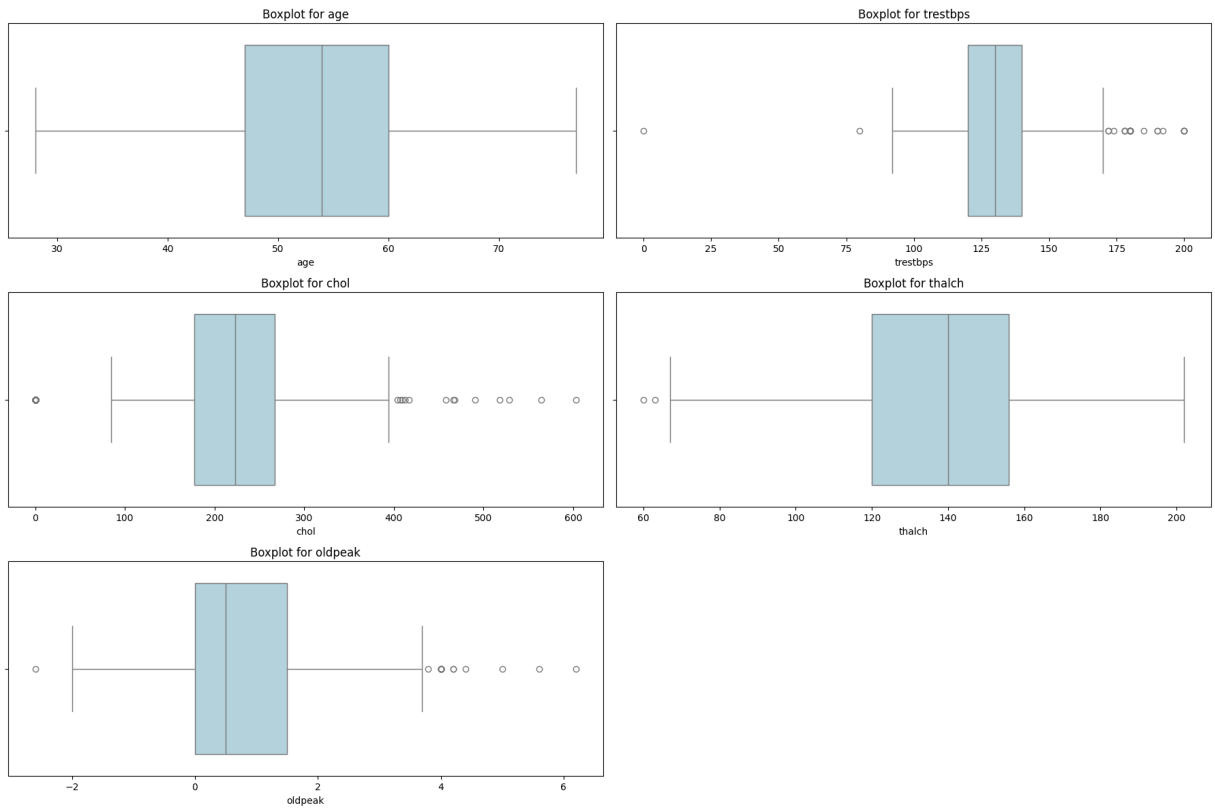 Boxplot for age
30 40 50 60 70
age
Boxplot for trestbps
0 25 50 75 100 125 150 175 200
trestbps
Boxplot for chol
0 100 200 300 400 500 600
chol
Boxplot for thalch
60 80 100 120 140 160 180 200
thalch
Boxplot for oldpeak
−2 0 2 4 6
oldpeak